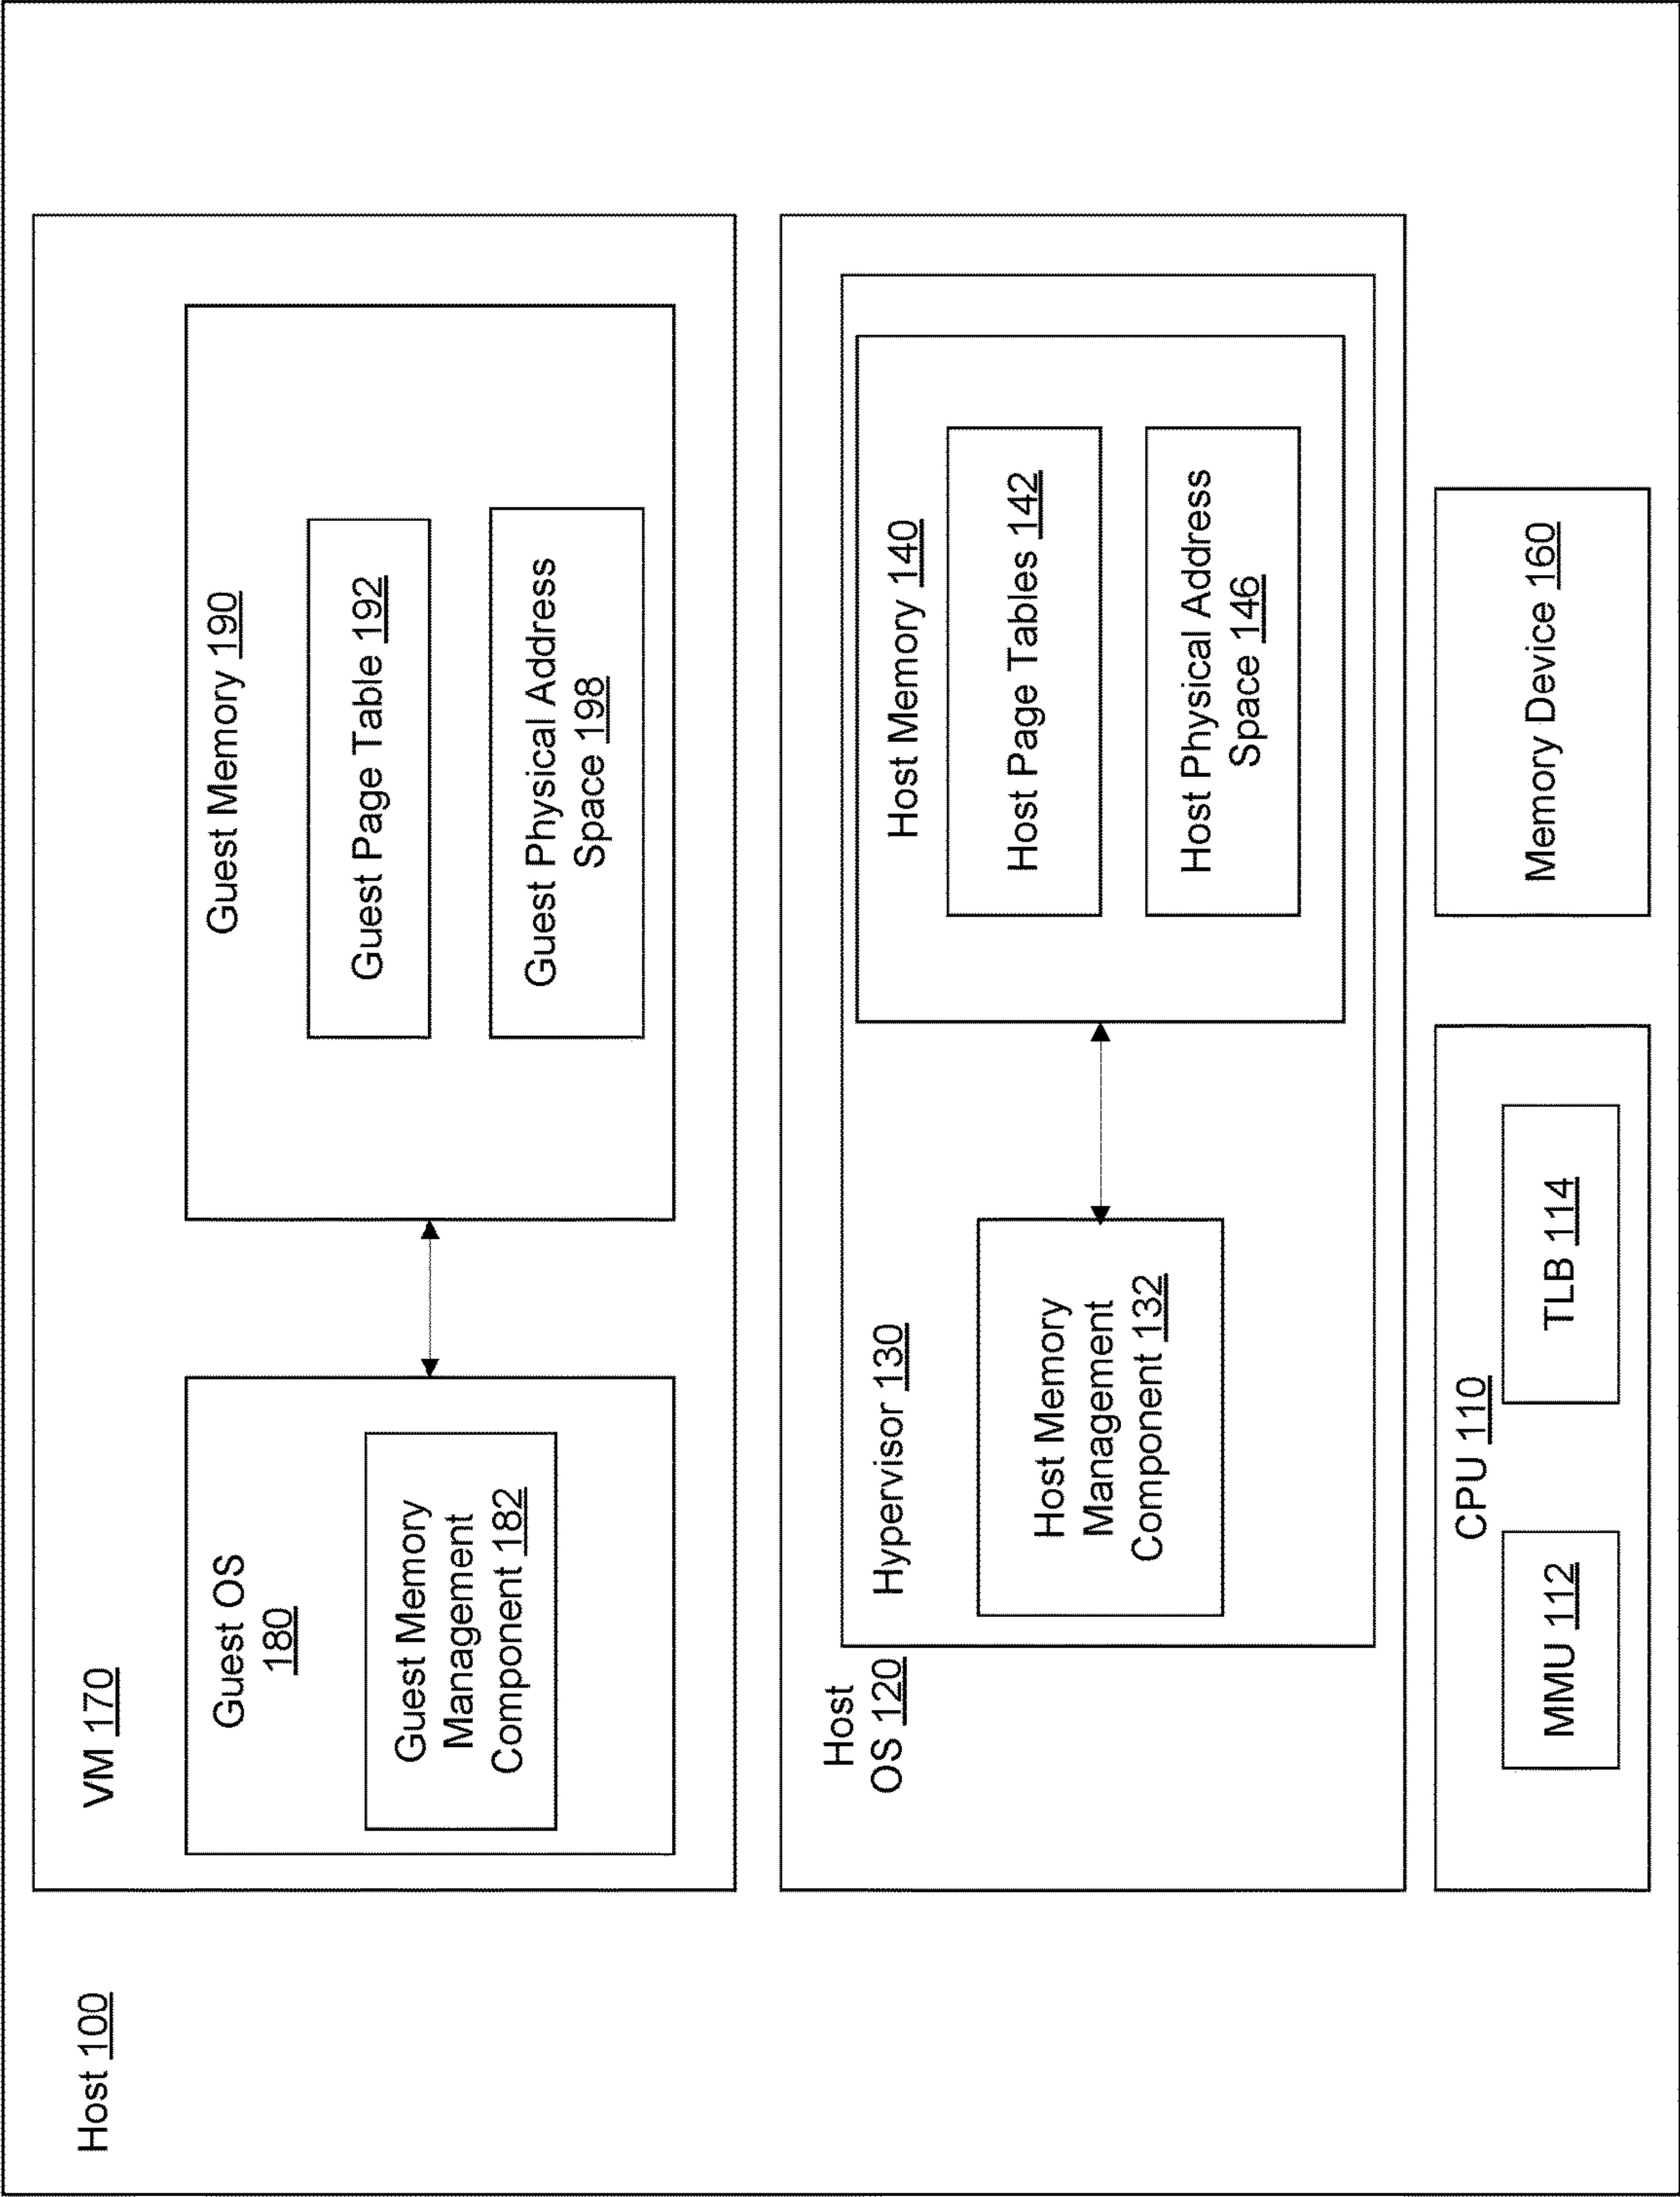 Host 100
VM 170
Guest OS
180
Guest Memory
Management
Component 182
Guest Memory 190
Guest Page Table 192
Guest Physical Address
Space 198
Host
OS 120
Hypervisor 130
Host Memory
Management
Component 132
Host Memory 140
Host Page Tables 142
Host Physical Address
Space 146
CPU 110
MMU 112
TLB 114
Memory Device 160